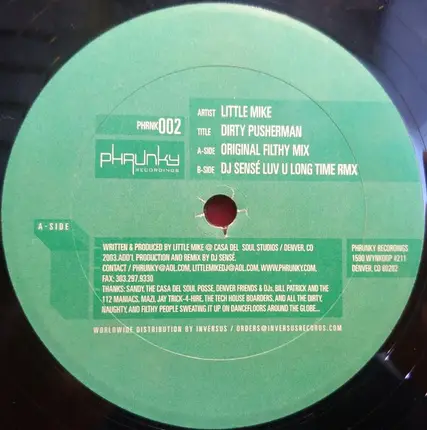 PHRNK002
ARTIST LITTLE MIKE
TITLE DIRTY PUSHERMAN
A-SIDE ORIGINAL FILTHY MIX
B-SIDE DJ SENSÉ LUV U LONG TIME RMX
PHRUNKY
RECORDINGS
A-SIDE
WRITTEN & PRODUCED BY LITTLE MIKE @ CASA DEL SOUL STUDIOS / DENVER, CO
2003. ADD'L PRODUCTION AND REMIX BY DJ SENSÉ.
CONTACT / PHRUNKY@AOL.COM, LITTLEMIKEDJ@AOL.COM, WWW.PHRUNKY.COM,
FAX: 303.297.9330
THANKS: SANDY, THE CASA DEL SOUL POSSE, DENVER FRIENDS & DJs, BILL PATRICK AND THE
112 MANIACS, MAZI, JAY TRICK-4-HIRE, THE TECH HOUSE BOARDERS, AND ALL THE DIRTY,
NAUGHTY, AND FILTHY PEOPLE SWEATING IT UP ON DANCEFLOORS AROUND THE GLOBE...
PHRUNKY RECORDINGS
1590 WYNKOOP #211
DENVER, CO 80202
WORLDWIDE DISTRIBUTION BY INVERSUS / ORDERS@INVERSUSRECORDS.COM